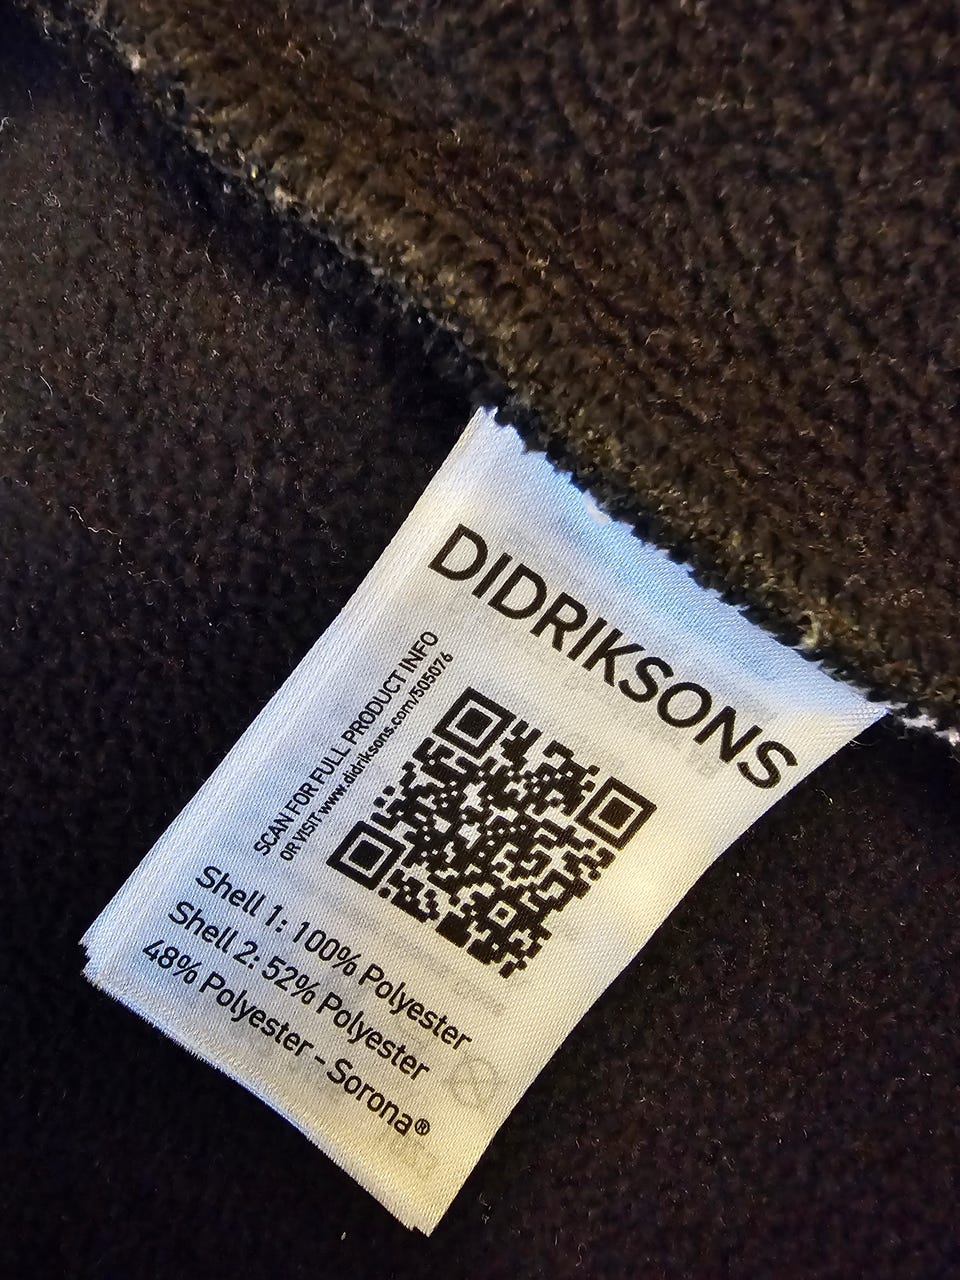 DIDRIKSONS
SCAN FOR FULL PRODUCT INFO
OR VISIT www.didriksons.com/505076
Shell 1: 100% Polyester
Shell 2: 52% Polyester
48% Polyester - Sorona®